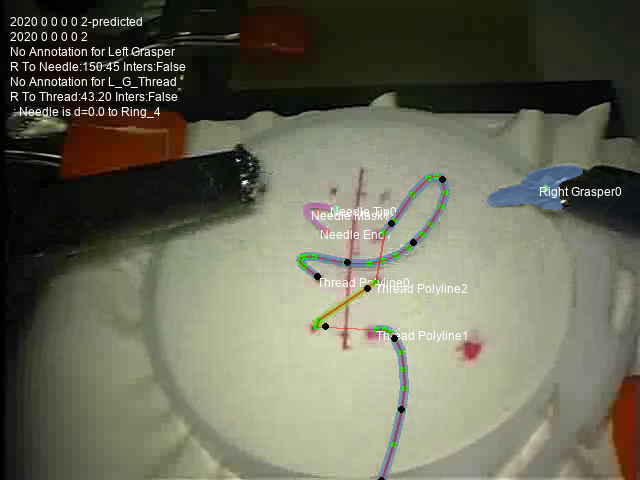 2020 0 0 0 0 2-predicted
2020 0 0 0 0 2
No Annotation for Left Grasper
R To Needle:150.45 Inters:False
No Annotation for L_G_Thread
R To Thread:43.20 Inters:False
: Needle is d=0.0 to Ring_4
Right Grasper0
Needle Tip0
Needle Mask1
Needle End1
Thread Polyline0
Thread Polyline2
Thread Polyline1